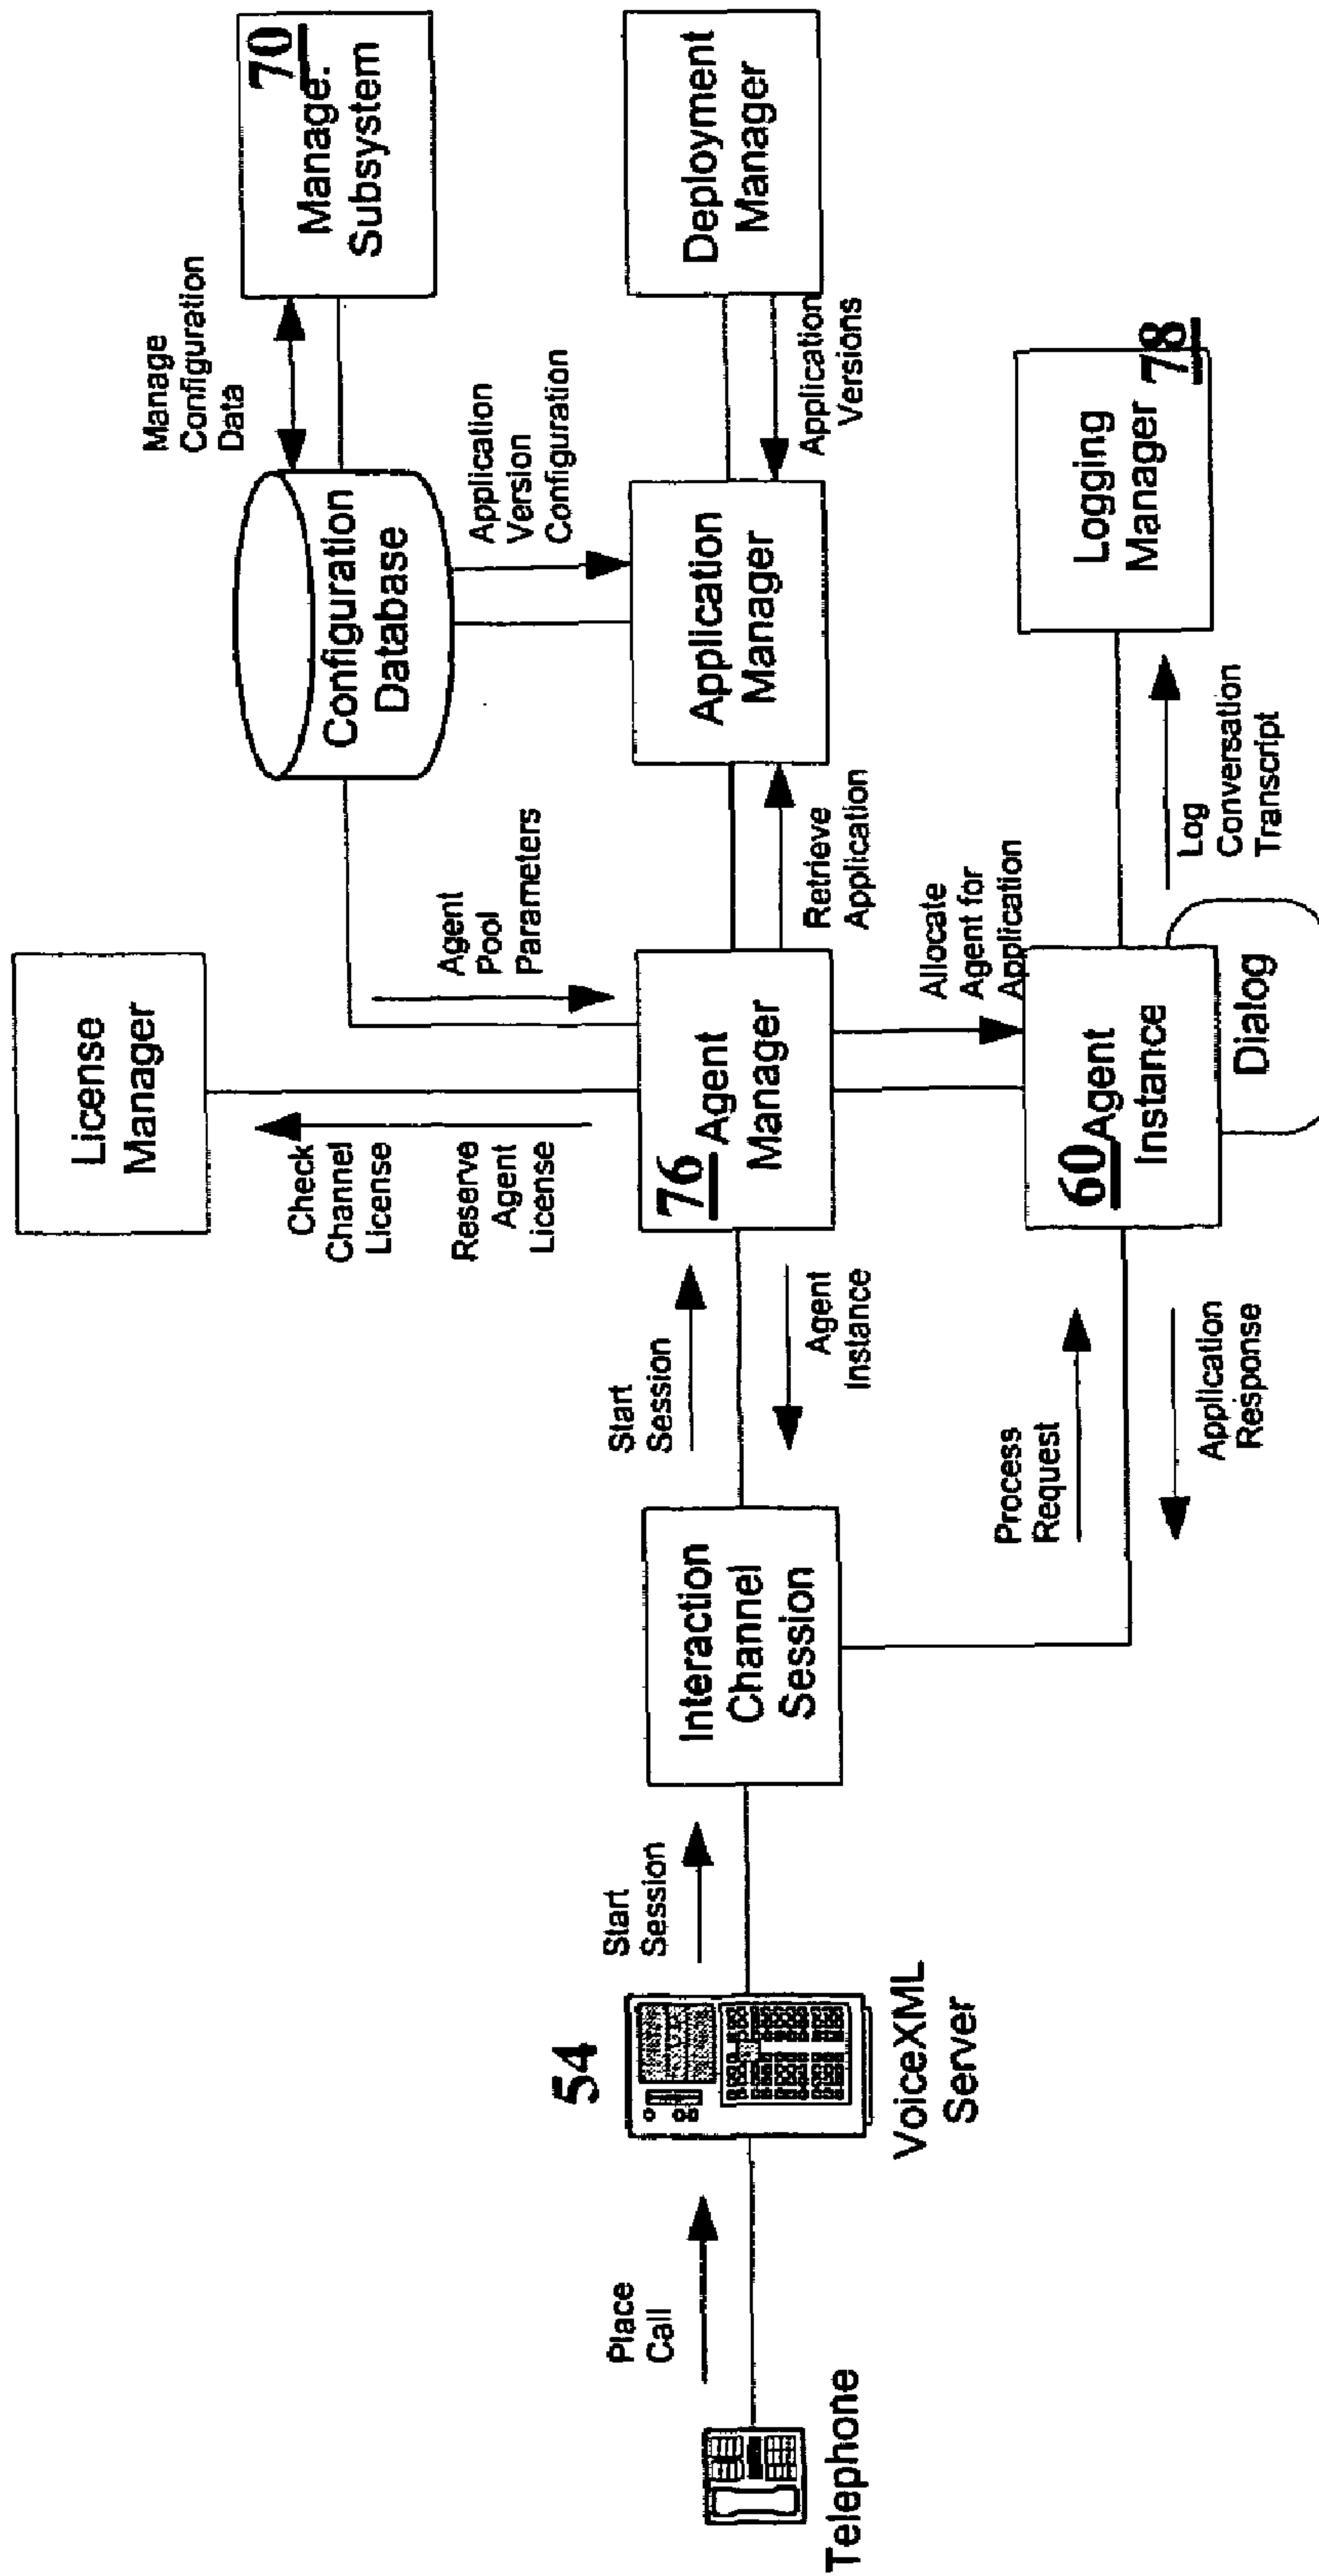 License
Manager
70
Manage.
Subsystem
Manage
Configuration
Data
Configuration
Database
Check
Channel
License
Reserve
Agent
License
Agent
Pool
Parameters
Application
Version
Configuration
Place
Call
54
Start
Session
Interaction
Channel
Session
Start
Session
Agent
Instance
76 Agent
Manager
Retrieve
Application
Application
Manager
Application
Versions
Deployment
Manager
Telephone
VoiceXML
Server
Process
Request
Application
Response
Allocate
Agent for
Application
60 Agent
Instance
Dialog
Log
Conversation
Transcript
Logging
Manager 78